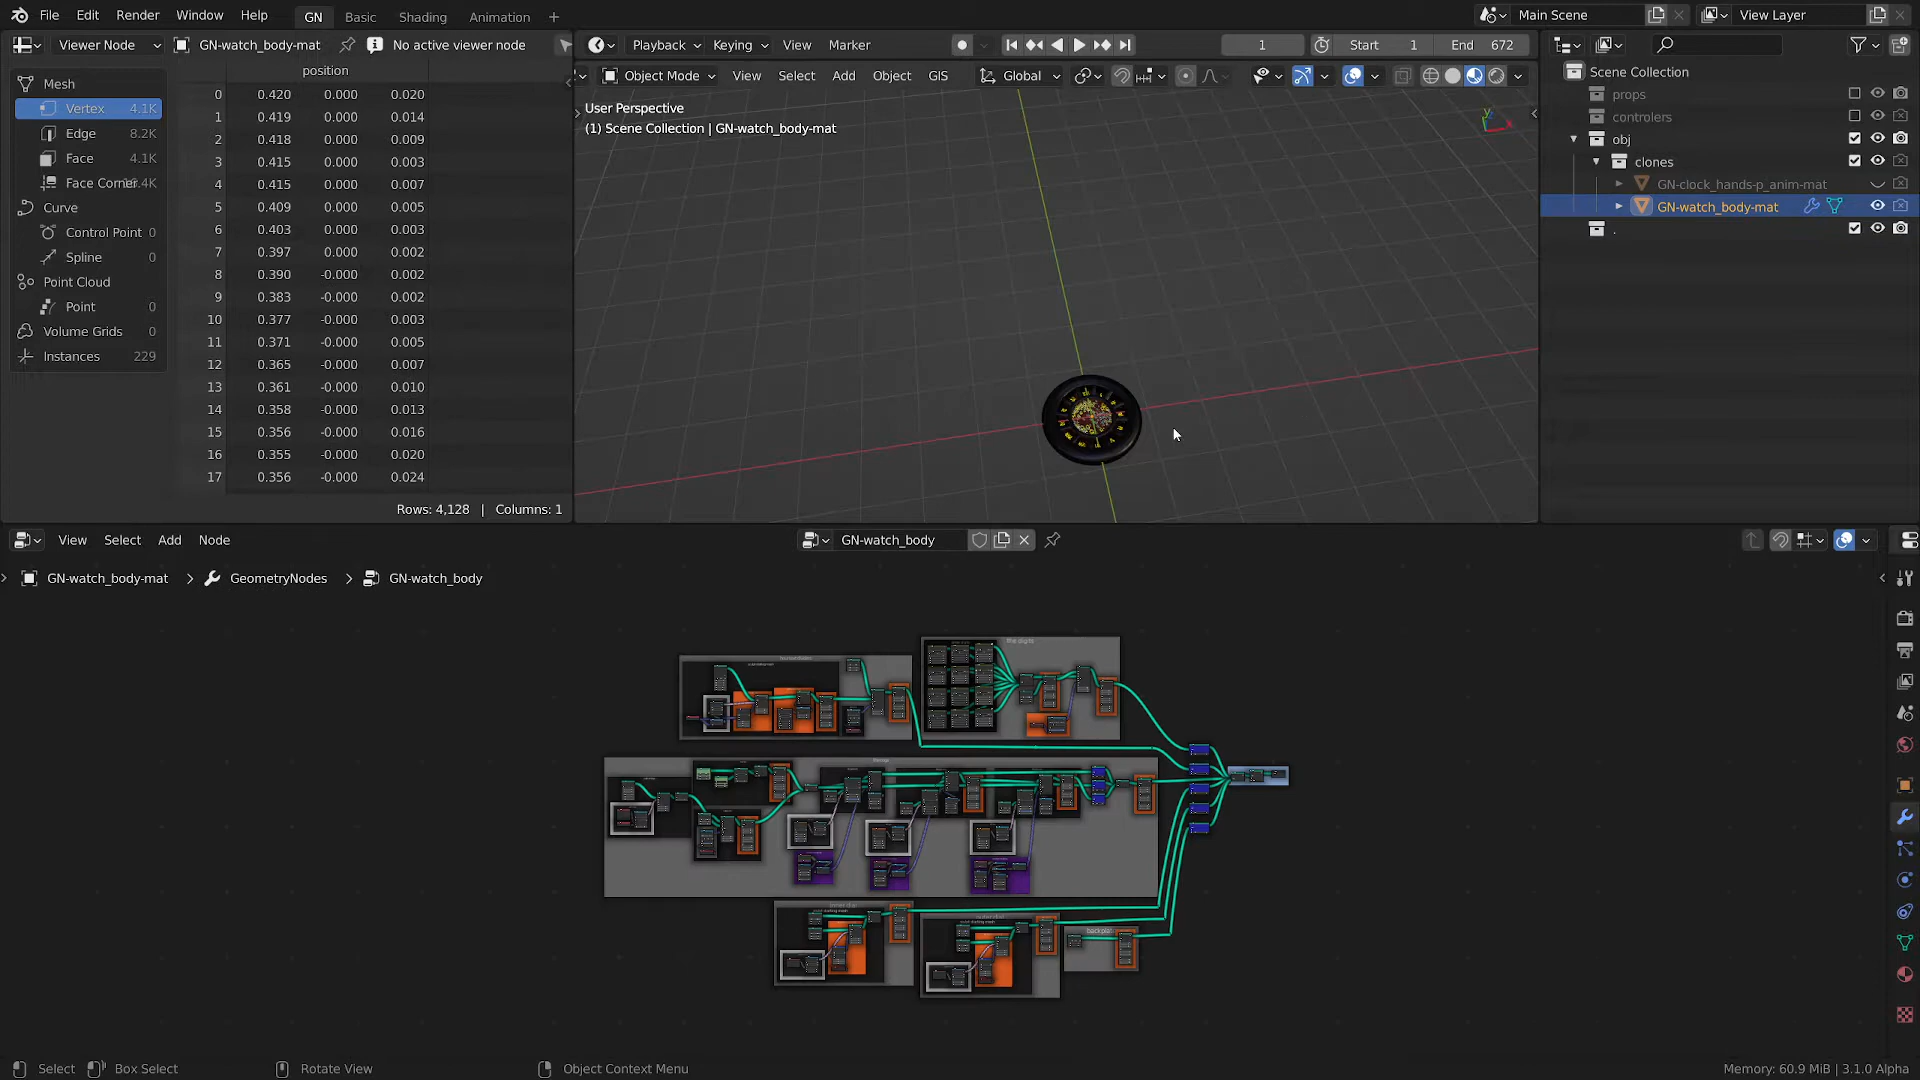 File Edit Render Window Help GN Basic Shading Animation + Main Scene View Layer
Viewer Node GN-watch_body-mat No active viewer node
Playback Keying View Marker 1 Start 1 End 672
position
Mesh
Vertex 4.1K
Edge 8.2K
Face 4.1K
Face Corner
Curve
Control Point 0
Spline 0
Point Cloud
Point 0
Volume Grids 0
Instances 229
0 0.420 0.000 0.020
1 0.419 0.000 0.014
2 0.418 0.000 0.009
3 0.415 0.000 0.003
4 0.415 0.000 0.007
5 0.409 0.000 0.005
6 0.403 0.000 0.003
7 0.397 0.000 0.002
8 0.390 -0.000 0.002
9 0.383 -0.000 0.002
10 0.377 -0.000 0.003
11 0.371 -0.000 0.005
12 0.365 -0.000 0.007
13 0.361 -0.000 0.010
14 0.358 -0.000 0.013
15 0.356 -0.000 0.016
16 0.355 -0.000 0.020
17 0.356 -0.000 0.024
Rows: 4,128 | Columns: 1
Object Mode View Select Add Object GIS Global
User Perspective
(1) Scene Collection | GN-watch_body-mat
Scene Collection
props
controlers
obj
clones
GN-clock_hands-p_anim-mat
GN-watch_body-mat
.
View Select Add Node GN-watch_body
GN-watch_body-mat > GeometryNodes > GN-watch_body
the digits
backplate
Select Box Select Rotate View Object Context Menu Memory: 60.9 MiB | 3.1.0 Alpha